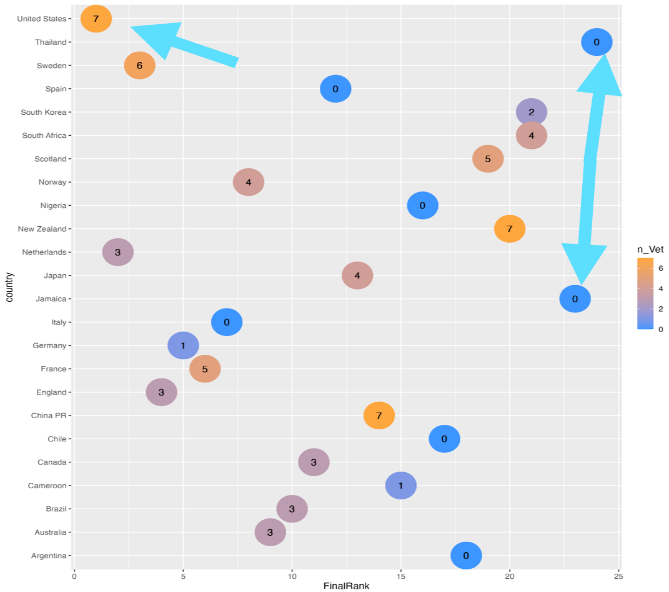 United States 7
Thailand 0
Sweden 6
Spain 0
South Korea 2
South Africa 4
Scotland 5
Norway 4
Nigeria 0
New Zealand 7
Netherlands 3
Japan 4
Jamaica 0
Italy 0
Germany 1
France 5
England 3
China PR 7
Chile 0
Canada 3
Cameroon 1
Brazil 3
Australia 3
Argentina 0
country
0 5 10 15 20 25
FinalRank
n_Vet
6
4
2
0